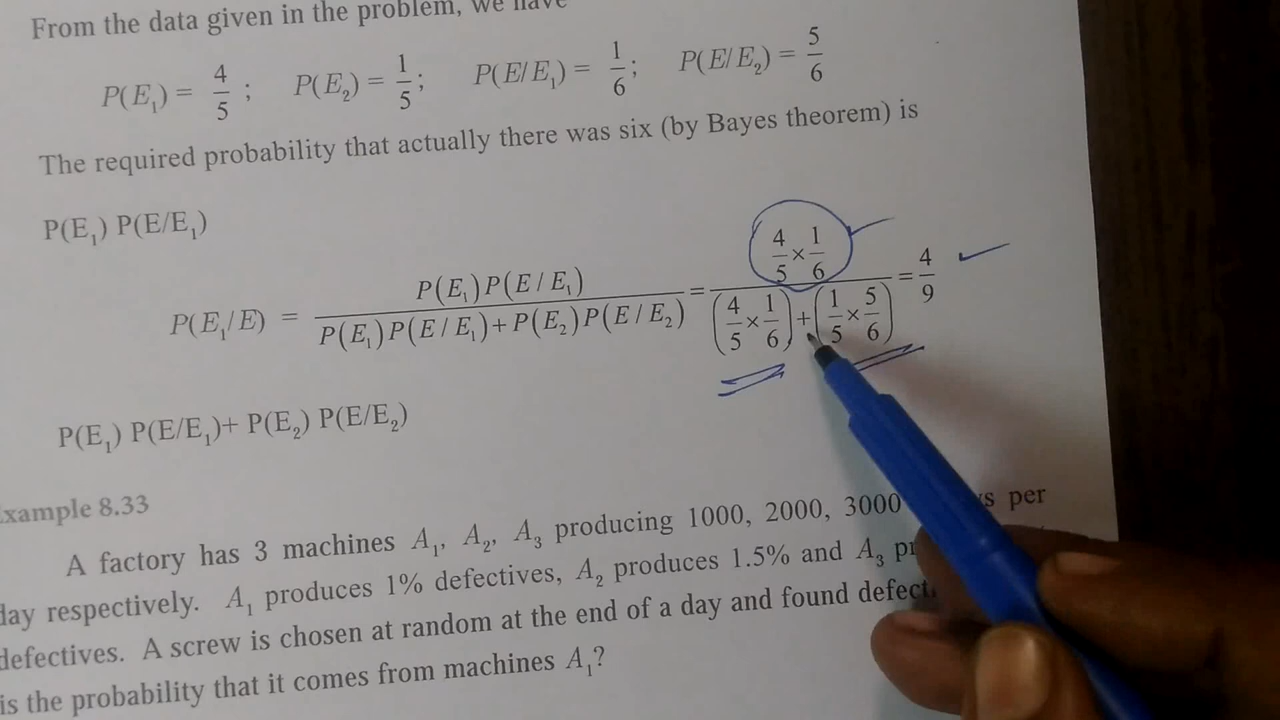 From the data given in the problem, we have
P(E₁) = 4/5 ; P(E₂) = 1/5; P(E/E₁) = 1/6; P(E/E₂) = 5/6
The required probability that actually there was six (by Bayes theorem) is
P(E₁) P(E/E₁)
P(E₁/E) = P(E₁)P(E/E₁) / P(E₁)P(E/E₁)+P(E₂)P(E/E₂) = 4/5 × 1/6 / (4/5 × 1/6) + (1/5 × 5/6) = 4/9
P(E₁) P(E/E₁)+ P(E₂) P(E/E₂)
xample 8.33
A factory has 3 machines A₁, A₂, A₃ producing 1000, 2000, 3000 per
day respectively. A₁ produces 1% defectives, A₂ produces 1.5% and A₃
defectives. A screw is chosen at random at the end of a day and found
is the probability that it comes from machines A₁?